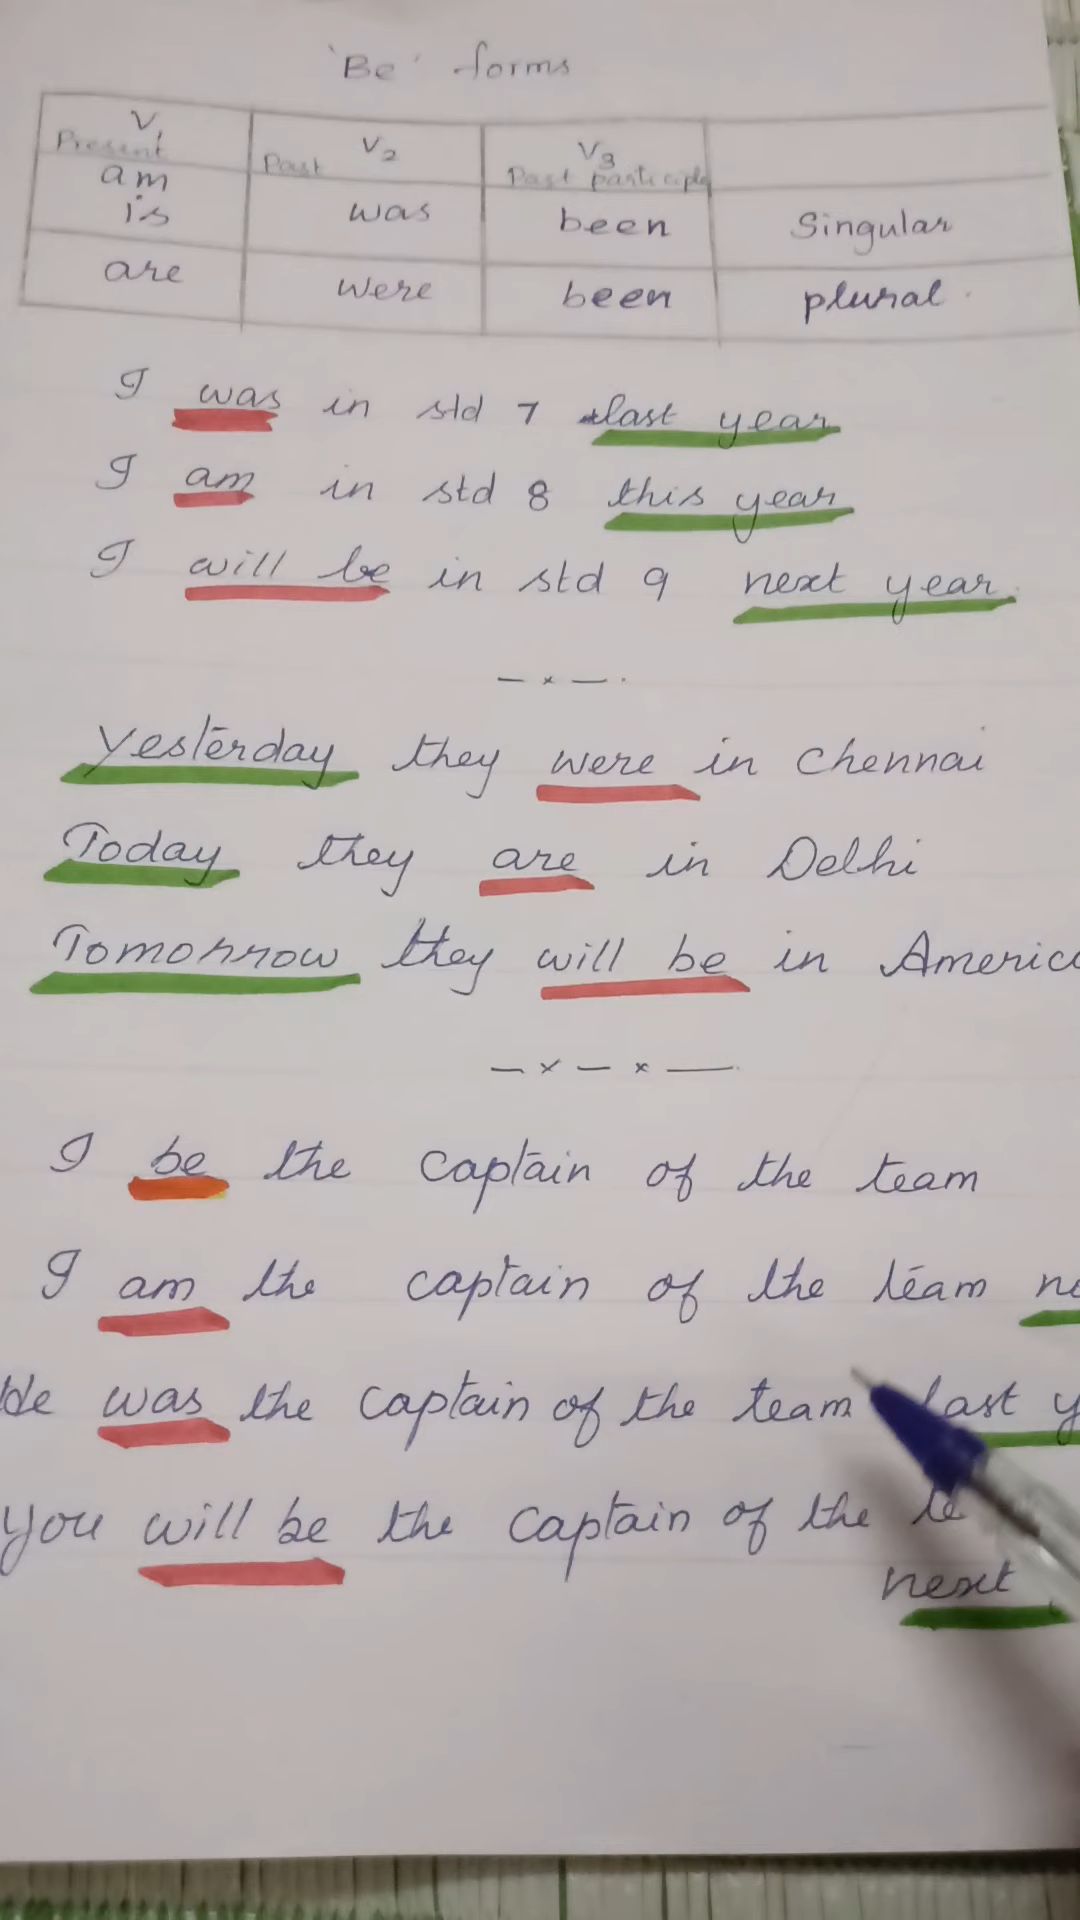 'Be' forms
V1 V2 V3
Present Past Past participle
am
is was been Singular
are were been plural
I was in std 7 last year
I am in std 8 this year
I will be in std 9 next year.
Yesterday they were in Chennai
Today they are in Delhi
Tomorrow they will be in America
I be the captain of the team
I am the captain of the team
He was the captain of the team last
You will be the captain of the
next